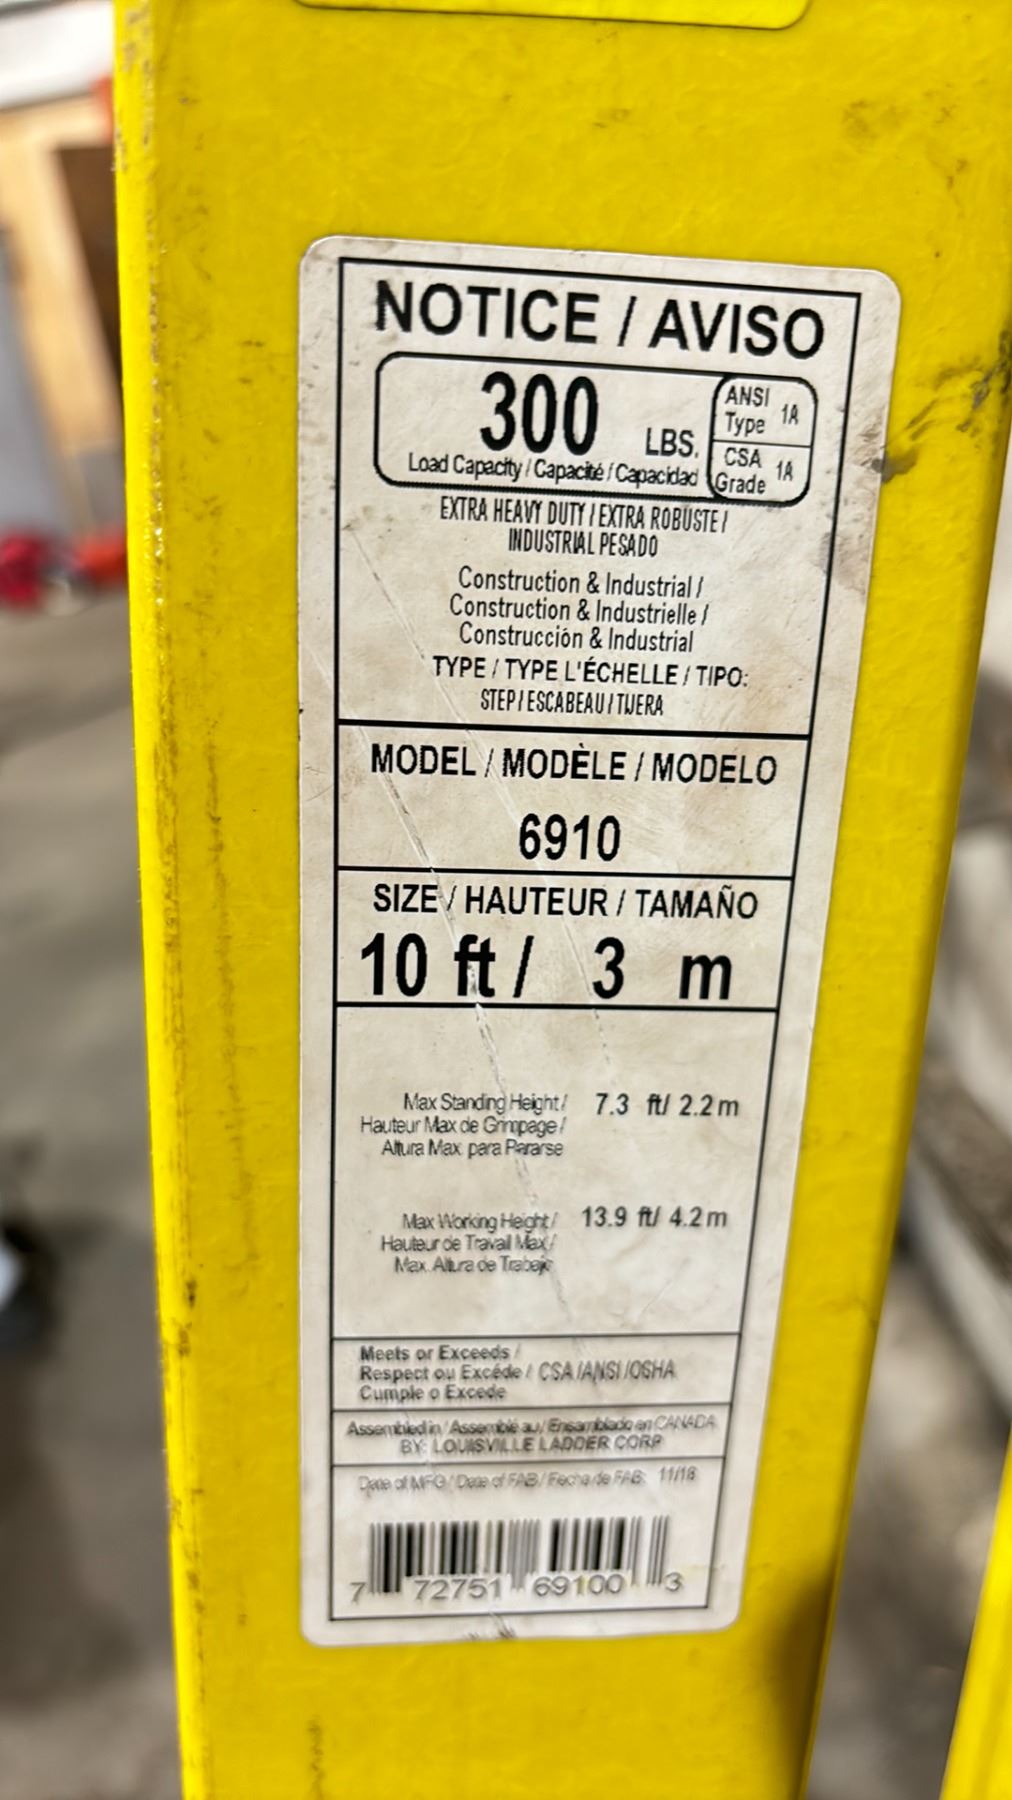 NOTICE / AVISO
300 LBS.
Load Capacity / Capacité / Capacidad
ANSI
Type 1A
CSA
Grade 1A
EXTRA HEAVY DUTY / EXTRA ROBUSTE /
INDUSTRIAL PESADO
Construction & Industrial /
Construction & Industrielle /
Construcción & Industrial
TYPE / TYPE L'ÉCHELLE / TIPO:
STEP / ESCABEAU / TIJERA
MODEL / MODÈLE / MODELO
6910
SIZE / HAUTEUR / TAMAÑO
10 ft / 3 m
Max Standing Height / 7.3 ft/ 2.2 m
Hauteur Max de Grimpage /
Altura Max para Pararse
Max Working Height / 13.9 ft/ 4.2 m
Hauteur de Travail Max /
Max. Altura de Trabajo
Meets or Exceeds /
Respect ou Excéde / CSA /ANSI /OSHA
Cumple o Excede
Assembled in / Assemblé au / Ensamblado en CANADA
BY: LOUISVILLE LADDER CORP
Date of MFG / Date of FAB / Fecha de FAB: 11/18
7 72751 69100 3